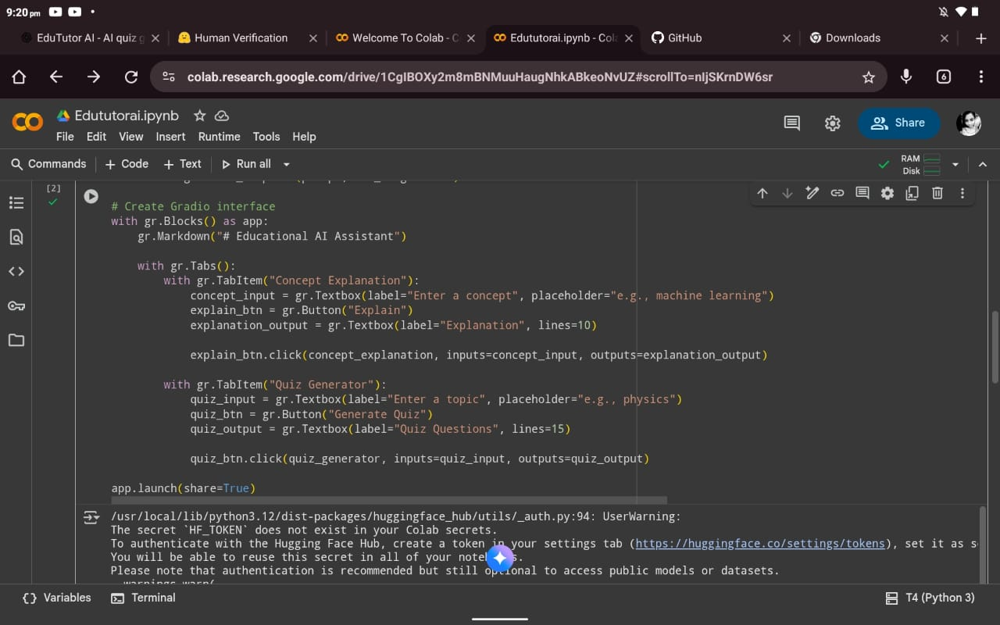 9:20pm
EduTutor AI - AI quiz g
Human Verification
Welcome To Colab - C
Edututorai.ipynb - Cola
GitHub
Downloads
colab.research.google.com/drive/1CgIBOXy2m8mBNMuuHaugNhkABkeoNvUZ#scrollTo=nIjSKrnDW6sr
6
Edututorai.ipynb
File Edit View Insert Runtime Tools Help
Share
Commands + Code + Text Run all
RAM
Disk
[2]
# Create Gradio interface
with gr.Blocks() as app:
gr.Markdown("# Educational AI Assistant")
with gr.Tabs():
with gr.TabItem("Concept Explanation"):
concept_input = gr.Textbox(label="Enter a concept", placeholder="e.g., machine learning")
explain_btn = gr.Button("Explain")
explanation_output = gr.Textbox(label="Explanation", lines=10)
explain_btn.click(concept_explanation, inputs=concept_input, outputs=explanation_output)
with gr.TabItem("Quiz Generator"):
quiz_input = gr.Textbox(label="Enter a topic", placeholder="e.g., physics")
quiz_btn = gr.Button("Generate Quiz")
quiz_output = gr.Textbox(label="Quiz Questions", lines=15)
quiz_btn.click(quiz_generator, inputs=quiz_input, outputs=quiz_output)
app.launch(share=True)
/usr/local/lib/python3.12/dist-packages/huggingface_hub/utils/_auth.py:94: UserWarning:
The secret `HF_TOKEN` does not exist in your Colab secrets.
To authenticate with the Hugging Face Hub, create a token in your settings tab (https://huggingface.co/settings/tokens), set it as s
You will be able to reuse this secret in all of your
Please note that authentication is recommended but still optional to access public models or datasets.
warnings.warn(
Variables Terminal
T4 (Python 3)